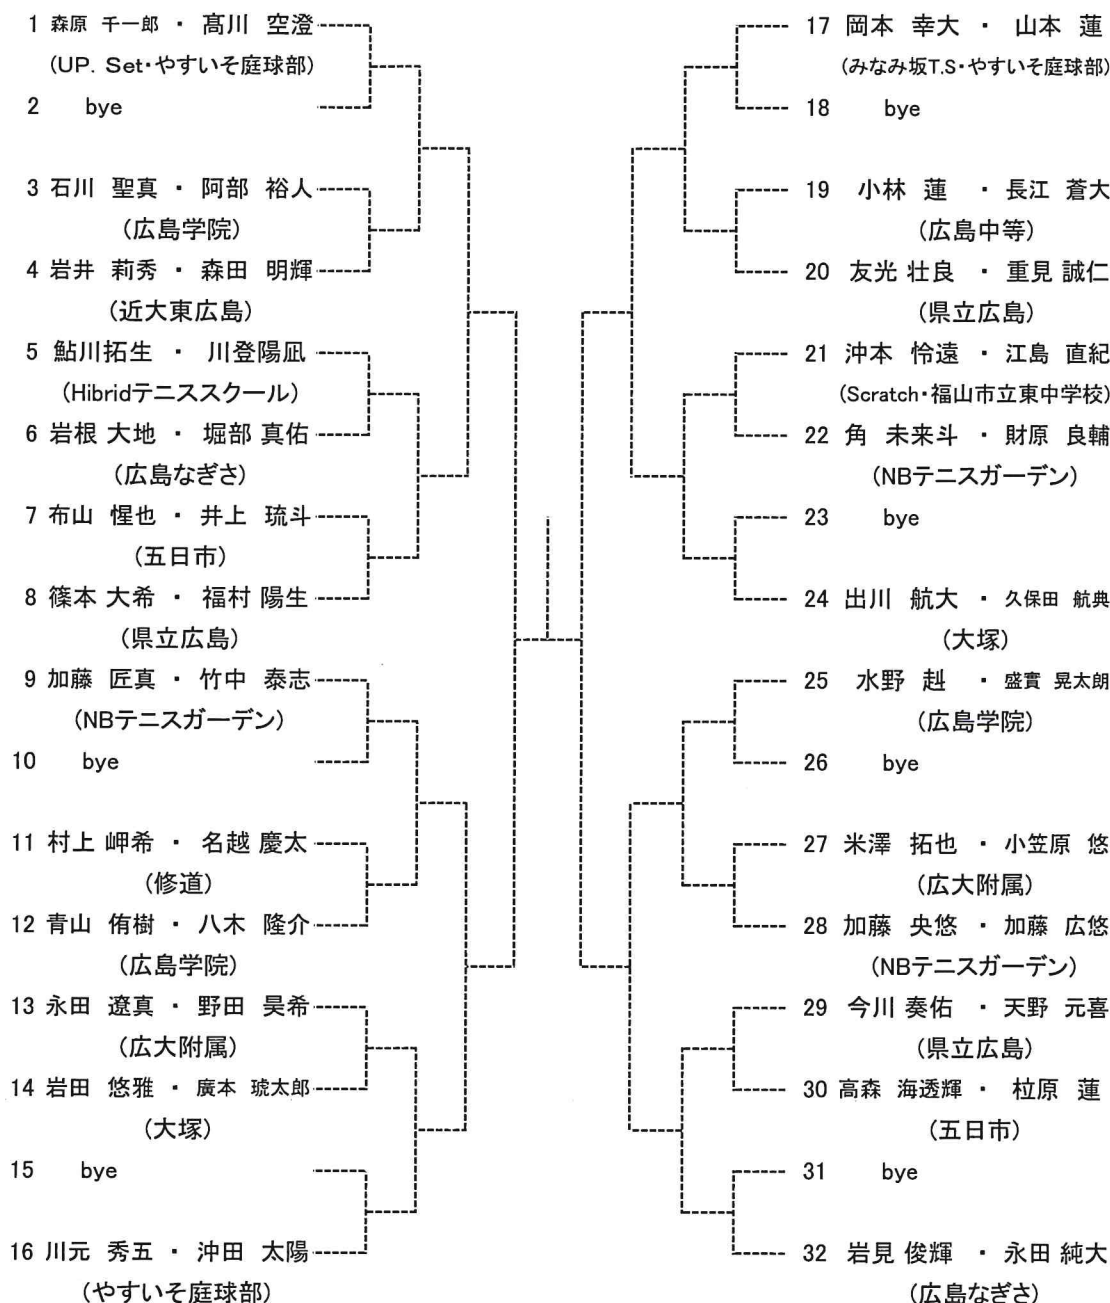 1 森原 千一郎 ・ 髙川 空澄
(UP. Set・やすいそ庭球部)
2 bye
3 石川 聖真 ・ 阿部 裕人
(広島学院)
4 岩井 莉秀 ・ 森田 明輝
(近大東広島)
5 鮎川拓生 ・ 川登陽凪
(Hibridテニススクール)
6 岩根 大地 ・ 堀部 真佑
(広島なぎさ)
7 布山 惺也 ・ 井上 琉斗
(五日市)
8 篠本 大希 ・ 福村 陽生
(県立広島)
9 加藤 匠真 ・ 竹中 泰志
(NBテニスガーデン)
10 bye
11 村上 岬希 ・ 名越 慶太
(修道)
12 青山 侑樹 ・ 八木 隆介
(広島学院)
13 永田 遼真 ・ 野田 昊希
(広大附属)
14 岩田 悠雅 ・ 廣本 琥太郎
(大塚)
15 bye
16 川元 秀五 ・ 沖田 太陽
(やすいそ庭球部)
17 岡本 幸大 ・ 山本 蓮
(みなみ坂T.S・やすいそ庭球部)
18 bye
19 小林 蓮 ・ 長江 蒼大
(広島中等)
20 友光 壮良 ・ 重見 誠仁
(県立広島)
21 沖本 怜遠 ・ 江島 直紀
(Scratch・福山市立東中学校)
22 角 未来斗 ・ 財原 良輔
(NBテニスガーデン)
23 bye
24 出川 航大 ・ 久保田 航典
(大塚)
25 水野 赳 ・ 盛實 晃太朗
(広島学院)
26 bye
27 米澤 拓也 ・ 小笠原 悠
(広大附属)
28 加藤 央悠 ・ 加藤 広悠
(NBテニスガーデン)
29 今川 奏佑 ・ 天野 元喜
(県立広島)
30 高森 海透輝 ・ 柆原 蓮
(五日市)
31 bye
32 岩見 俊輝 ・ 永田 純大
(広島なぎさ)